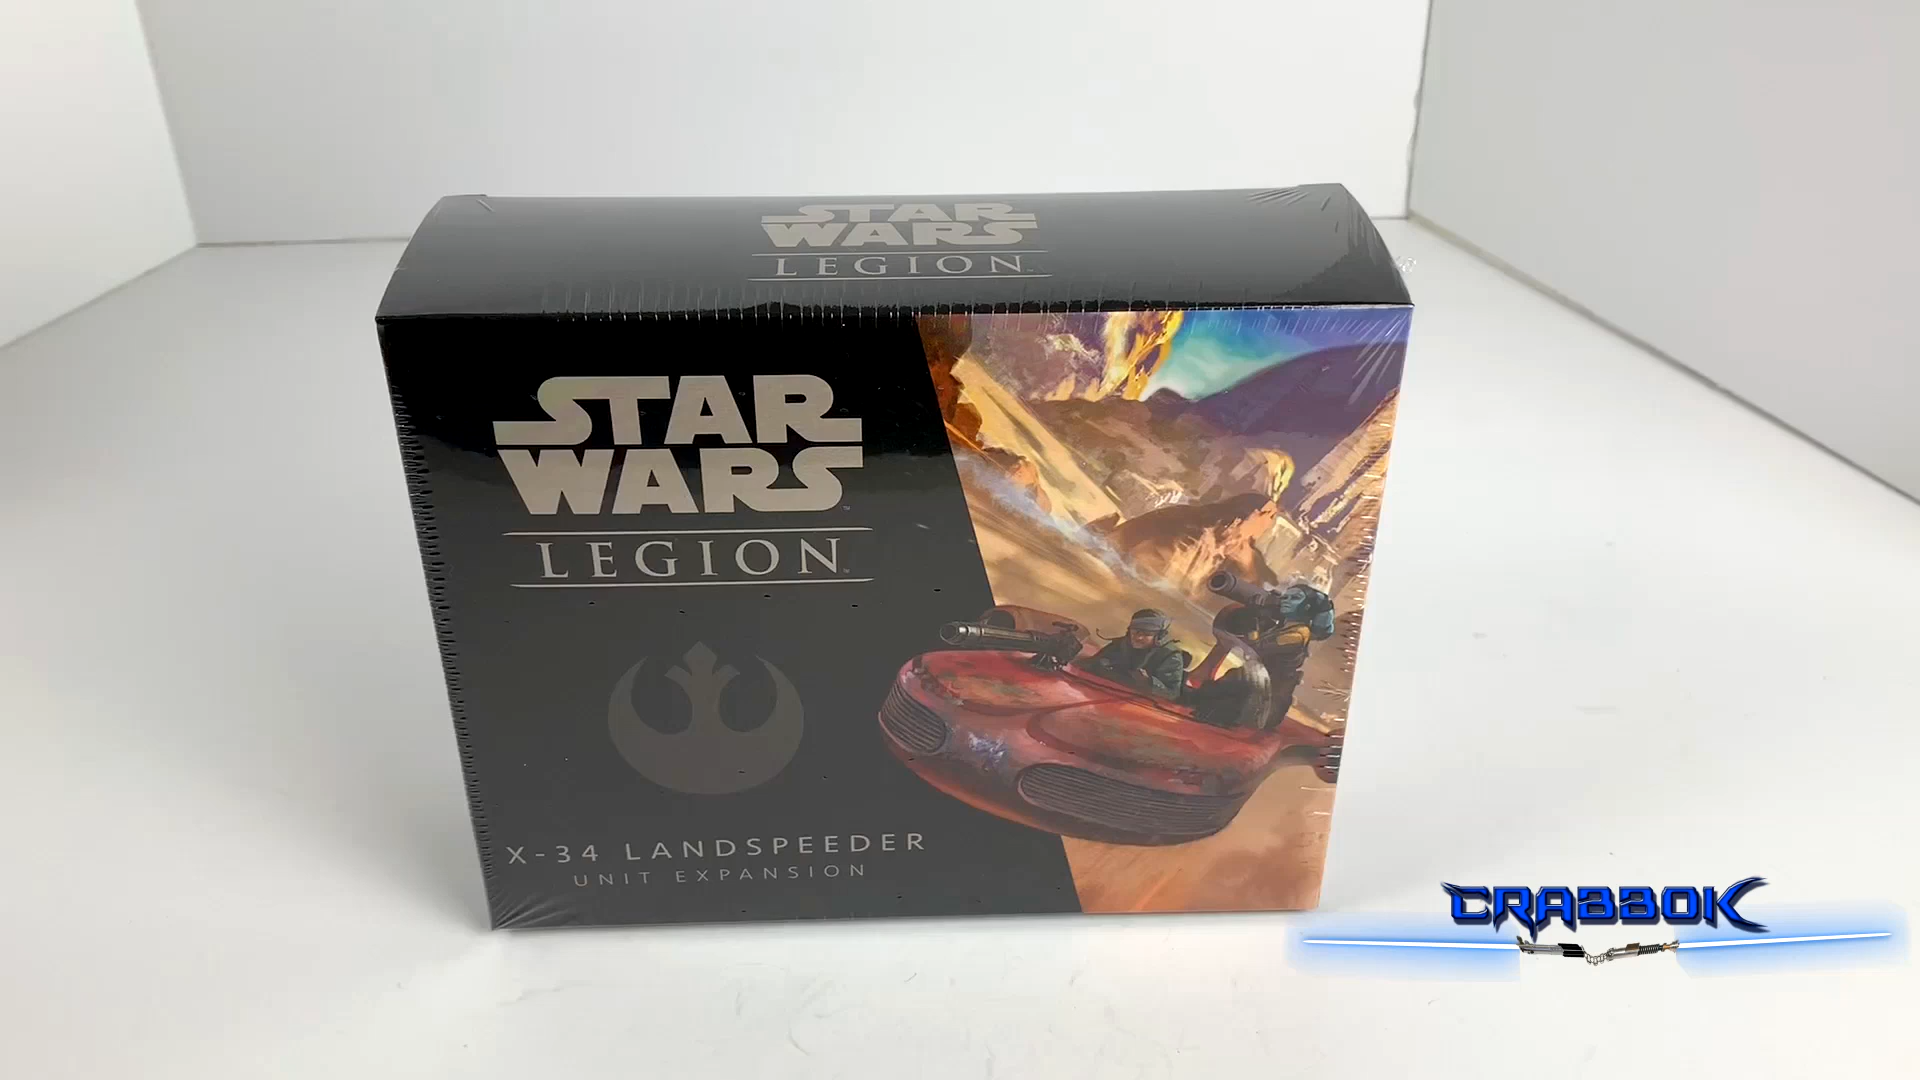 STAR
WARS
LEGION
STAR
WARS
LEGION
X-34 LANDSPEEDER
UNIT EXPANSION
CRABBOK